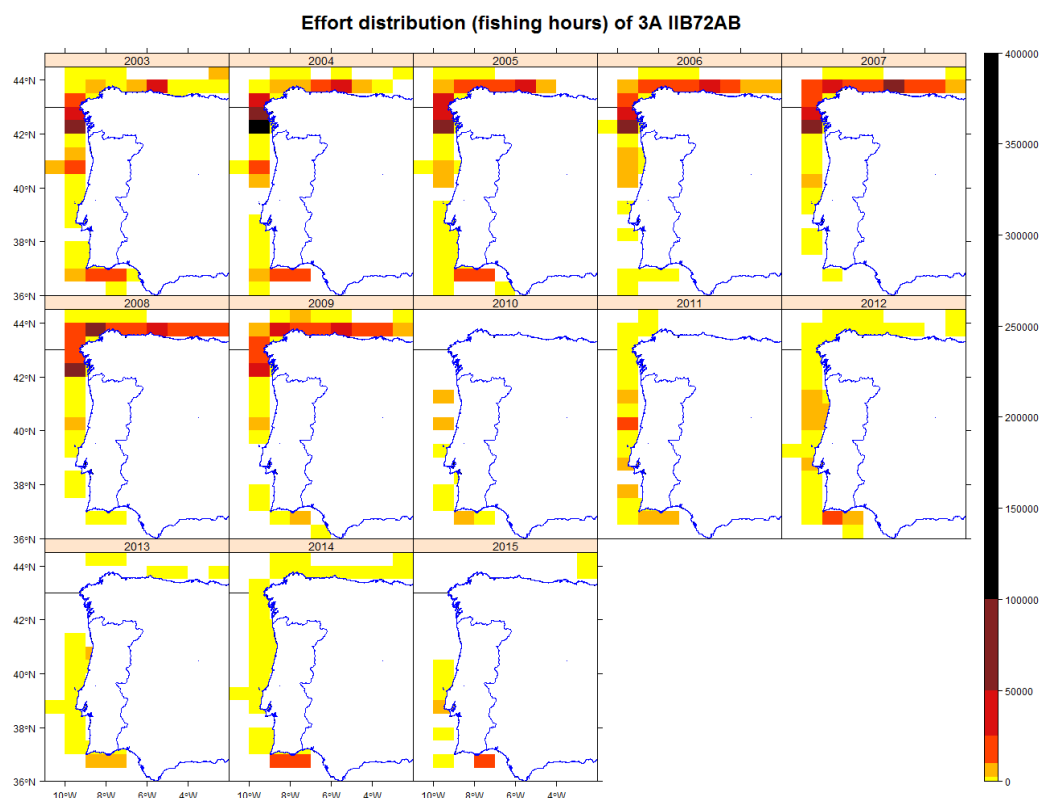 Effort distribution (fishing hours) of 3A IIB72AB
2003 2004 2005 2006 2007
44°N
42°N
40°N
38°N
36°N
2008 2009 2010 2011 2012
44°N
42°N
40°N
38°N
36°N
2013 2014 2015
44°N
42°N
40°N
38°N
36°N
10°W 8°W 6°W 4°W 10°W 8°W 6°W 4°W 10°W 8°W 6°W 4°W
400000
350000
300000
250000
200000
150000
100000
50000
0